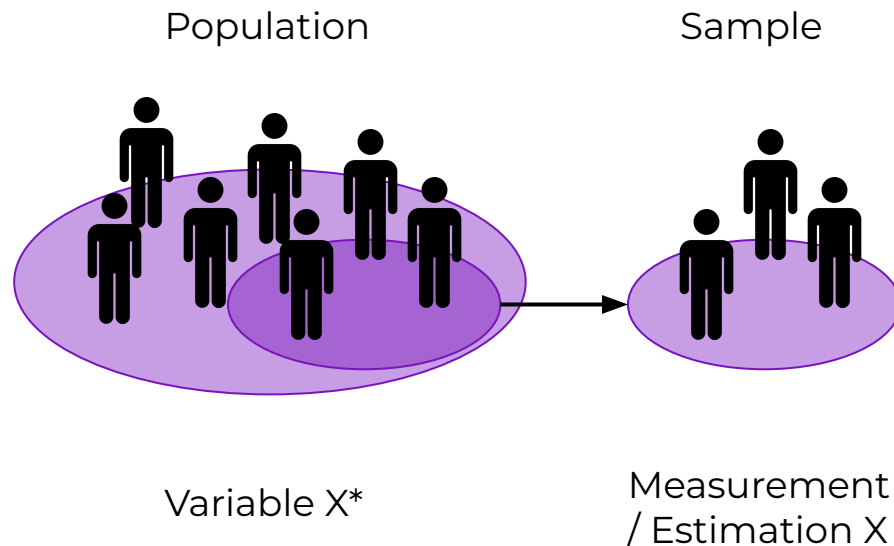 Population
Sample
Variable X*
Measurement
/ Estimation X